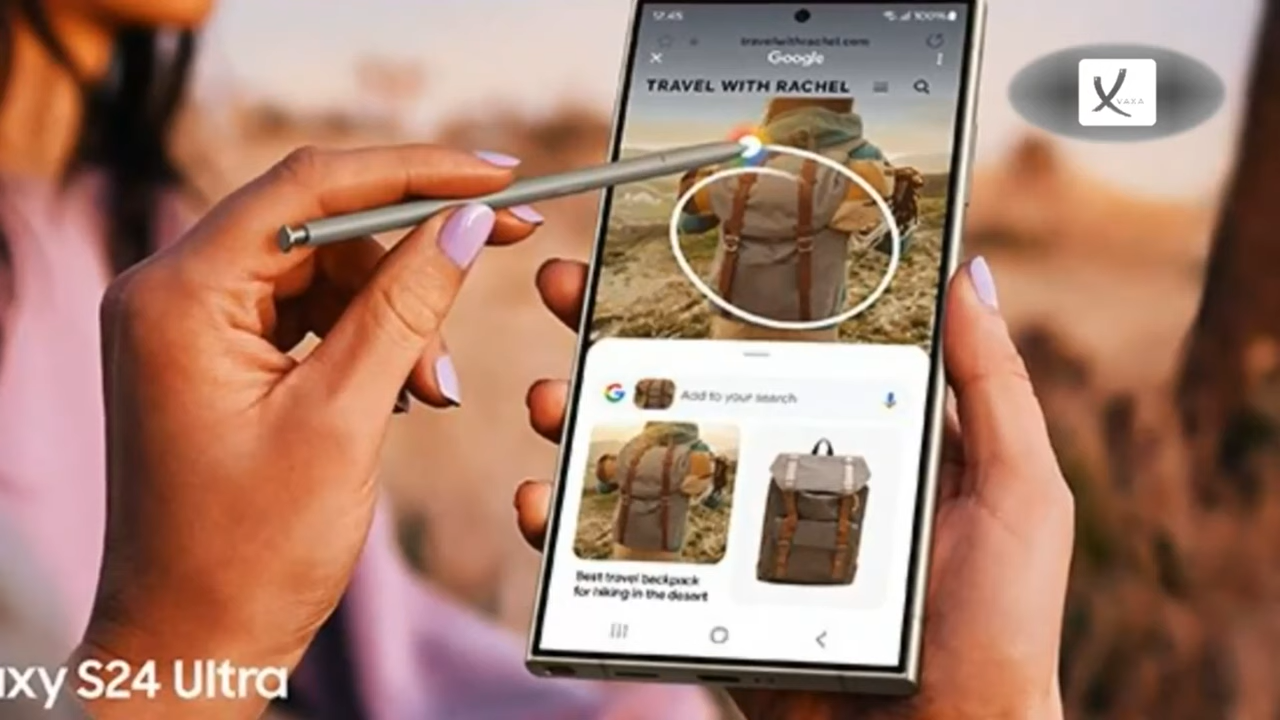 12:45
100%
travelwithrachel.com
Google
TRAVEL WITH RACHEL
VAXA
Add to your search
Best travel backpack
for hiking in the desert
axy S24 Ultra